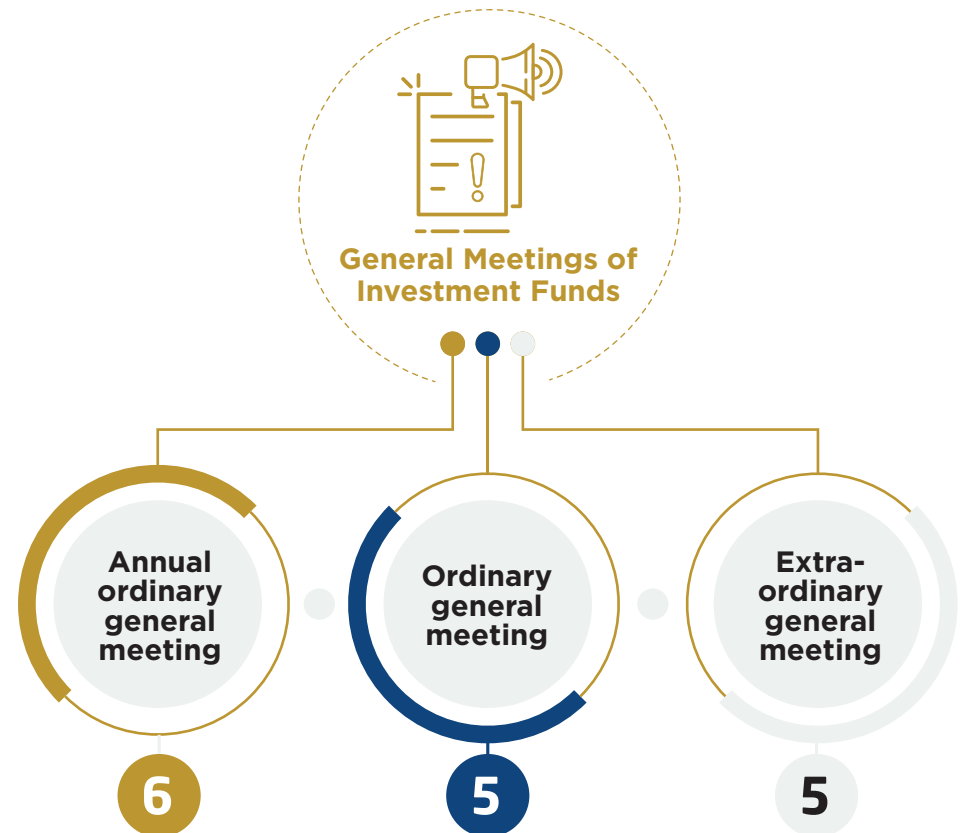 General Meetings of
Investment Funds
Annual
ordinary
general
meeting
Ordinary
general
meeting
Extra-
ordinary
general
meeting
6
5
5